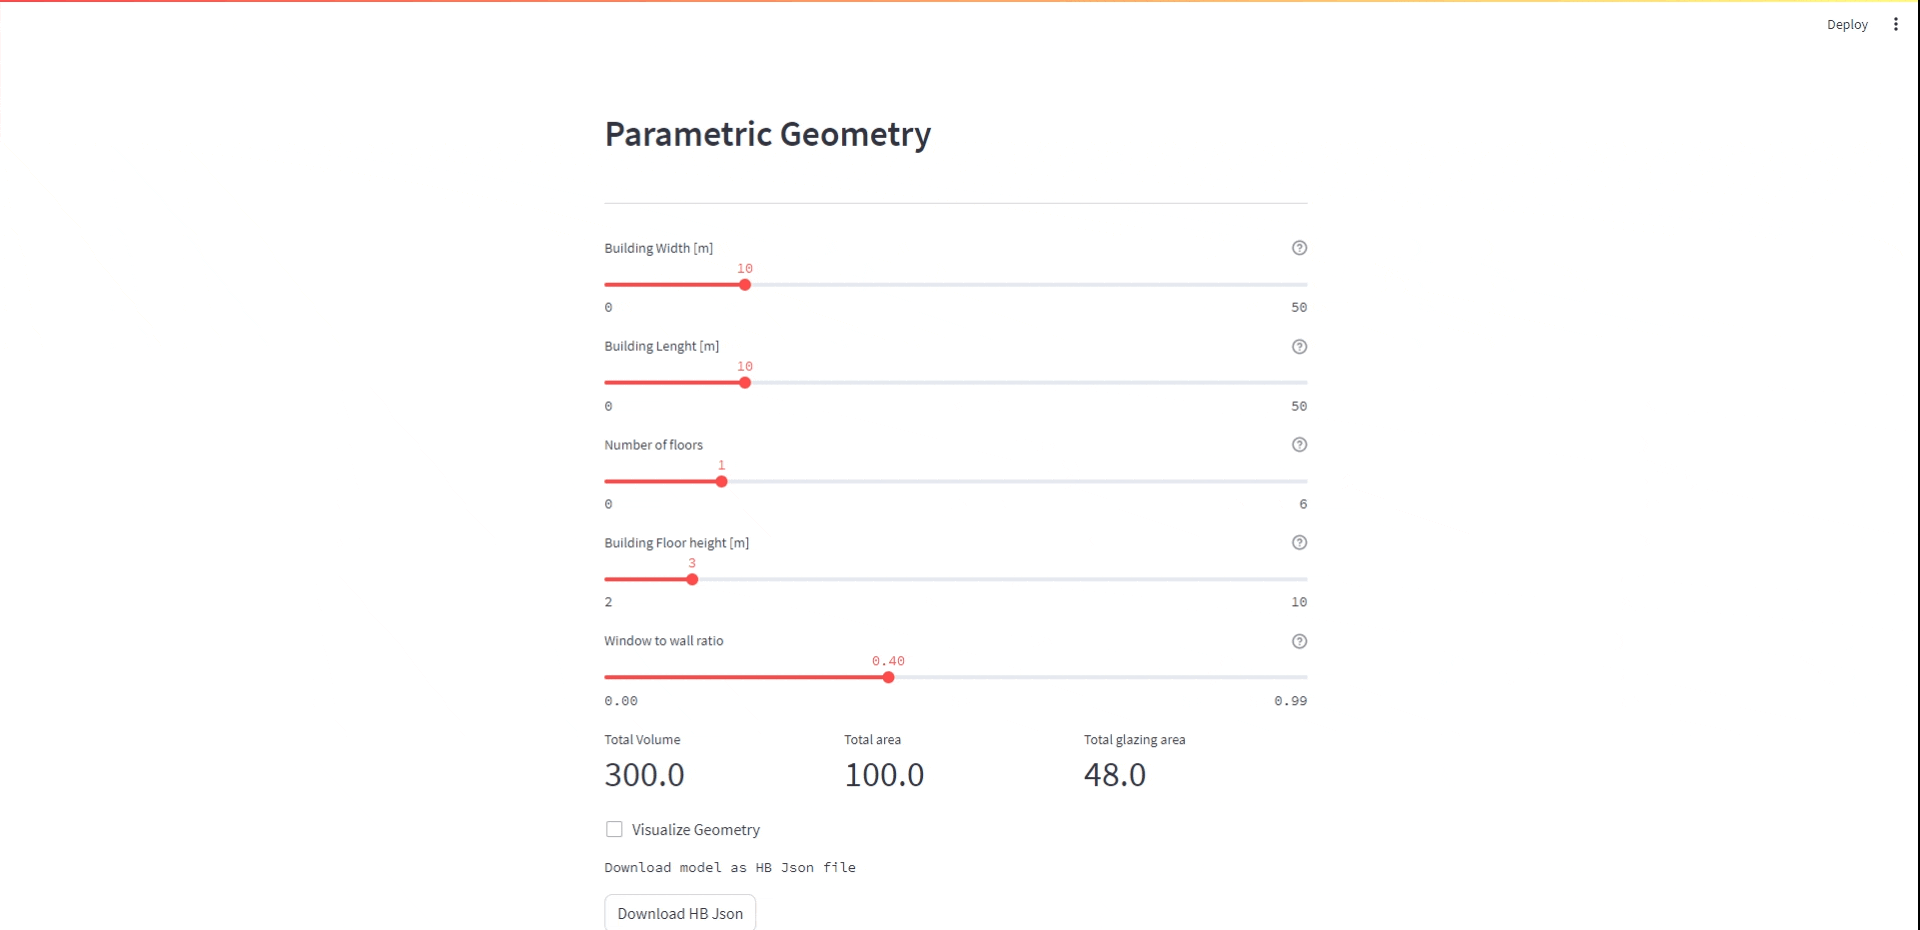 Deploy
Parametric Geometry
Building Width [m]
10
0 50
Building Lenght [m]
10
0 50
Number of floors
1
0 6
Building Floor height [m]
3
2 10
Window to wall ratio
0.40
0.00 0.99
Total Volume Total area Total glazing area
300.0 100.0 48.0
Visualize Geometry
Download model as HB Json file
Download HB Json